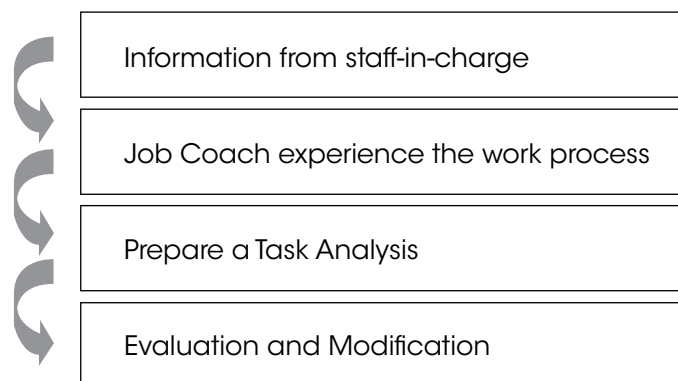 Information from staff-in-charge
Job Coach experience the work process
Prepare a Task Analysis
Evaluation and Modification